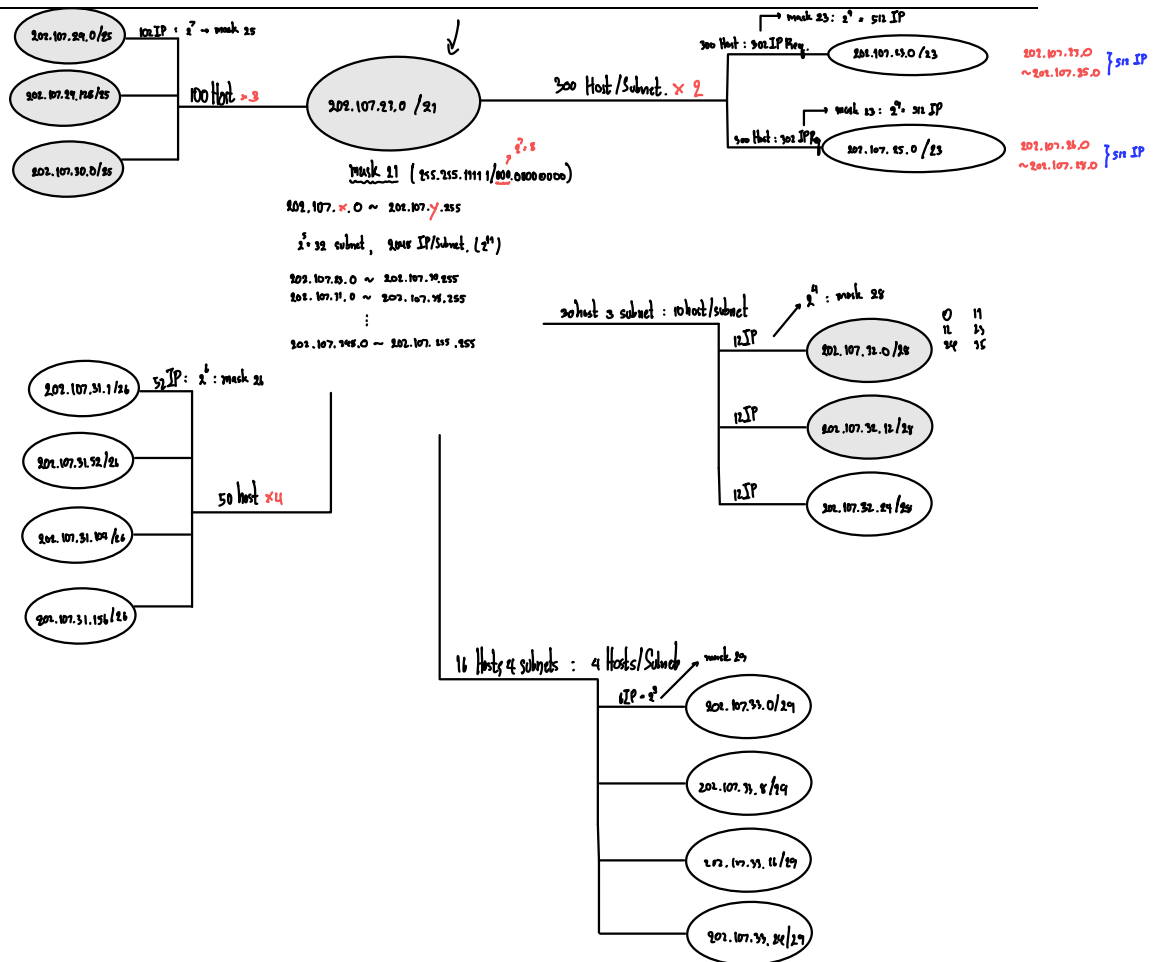 202.107.29.0/25
102 IP : 2^7 → mask 25
202.107.29.128/25
100 Host ×3
202.107.30.0/25
202.107.23.0 /21
mask 21 (255.255.11111/000.00000000)
2^3 = 8
202.107.x.0 ~ 202.107.y.255
2^5 = 32 subnet, 2048 IP/Subnet. (2^11)
202.107.23.0 ~ 202.107.30.255
202.107.31.0 ~ 202.107.38.255
⋮
202.107.248.0 ~ 202.107.255.255
300 Host/Subnet. × 2
mask 23 : 2^9 = 512 IP
300 Host : 302 IP Req.
202.107.23.0 /23
202.107.23.0
~202.107.25.0
} 512 IP
mask 23 : 2^9 = 512 IP
300 Host : 302 IP Req
202.107.25.0 /23
202.107.26.0
~202.107.28.0
} 512 IP
30 host 3 subnet : 10 host/subnet
2^4 : mask 28
12 IP
202.107.32.0/28
0 11
12 23
24 35
12 IP
202.107.32.12/28
12 IP
202.107.32.24/28
202.107.31.1/26
52 IP : 2^6 : mask 26
202.107.31.52/26
50 host ×4
202.107.31.104/26
202.107.31.156/26
16 Hosts, 4 subnets : 4 Hosts/Subnet
mask 29
6 IP = 2^3
202.107.33.0/29
202.107.33.8/29
202.107.33.16/29
202.107.33.24/29